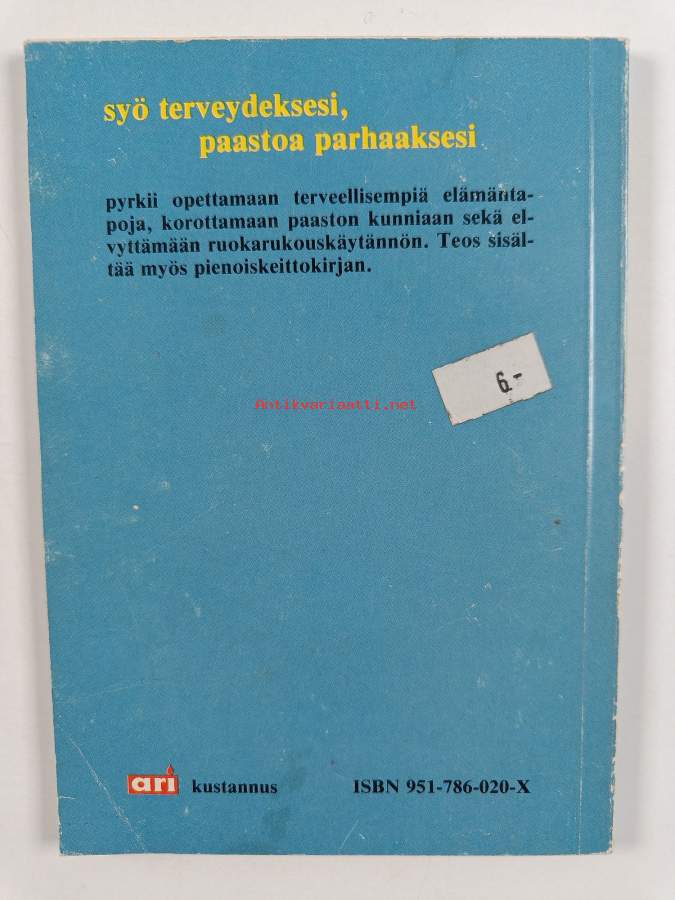 syö terveydeksesi,
paastoa parhaaksesi
pyrkii opettamaan terveellisempiä elämänta-
poja, korottamaan paaston kunniaan sekä el-
vyttämään ruokarukouskäytännön. Teos sisäl-
tää myös pienoiskeittokirjan.
6.-
Antikvariaatti.net
ari kustannus ISBN 951-786-020-X